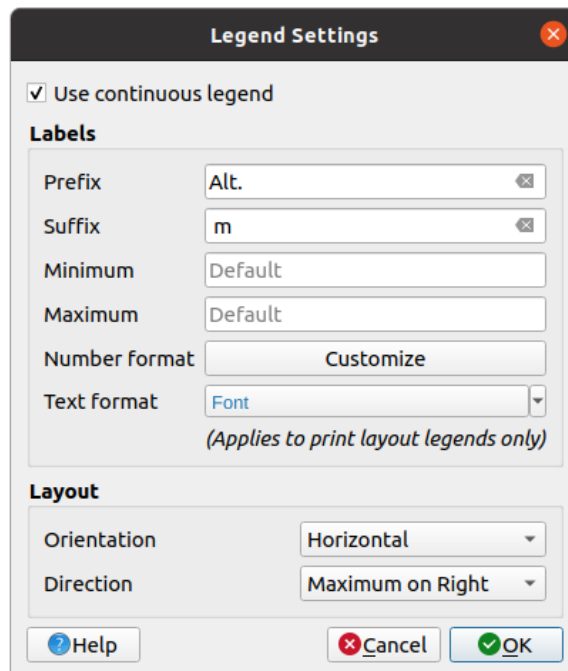 Legend Settings
Use continuous legend
Labels
Prefix Alt.
Suffix m
Minimum Default
Maximum Default
Number format Customize
Text format Font
(Applies to print layout legends only)
Layout
Orientation Horizontal
Direction Maximum on Right
Help Cancel OK